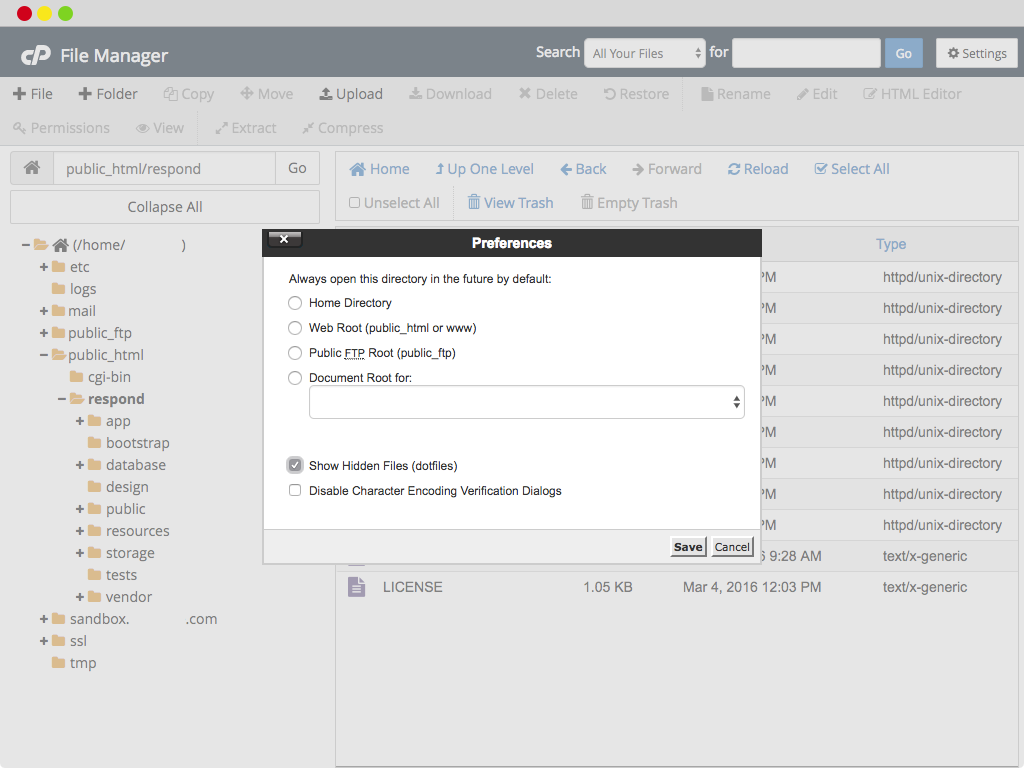 cP File Manager
Search All Your Files for Go Settings
File Folder Copy Move Upload Download Delete Restore Rename Edit HTML Editor
Permissions View Extract Compress
public_html/respond Go
Collapse All
(/home/ )
etc
logs
mail
public_ftp
public_html
cgi-bin
respond
app
bootstrap
database
design
public
resources
storage
tests
vendor
sandbox. .com
ssl
tmp
Home Up One Level Back Forward Reload Select All
Unselect All View Trash Empty Trash
Type
PM httpd/unix-directory
PM httpd/unix-directory
PM httpd/unix-directory
PM httpd/unix-directory
PM httpd/unix-directory
PM httpd/unix-directory
PM httpd/unix-directory
PM httpd/unix-directory
PM httpd/unix-directory
6 9:28 AM text/x-generic
LICENSE 1.05 KB Mar 4, 2016 12:03 PM text/x-generic
Preferences
Always open this directory in the future by default:
Home Directory
Web Root (public_html or www)
Public FTP Root (public_ftp)
Document Root for:
Show Hidden Files (dotfiles)
Disable Character Encoding Verification Dialogs
Save Cancel